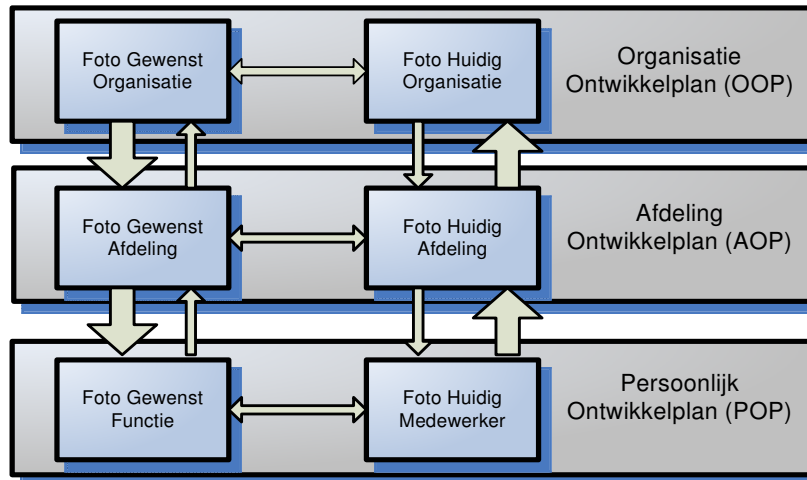 Foto Gewenst
Organisatie
Foto Huidig
Organisatie
Organisatie
Ontwikkelplan (OOP)
Foto Gewenst
Afdeling
Foto Huidig
Afdeling
Afdeling
Ontwikkelplan (AOP)
Foto Gewenst
Functie
Foto Huidig
Medewerker
Persoonlijk
Ontwikkelplan (POP)